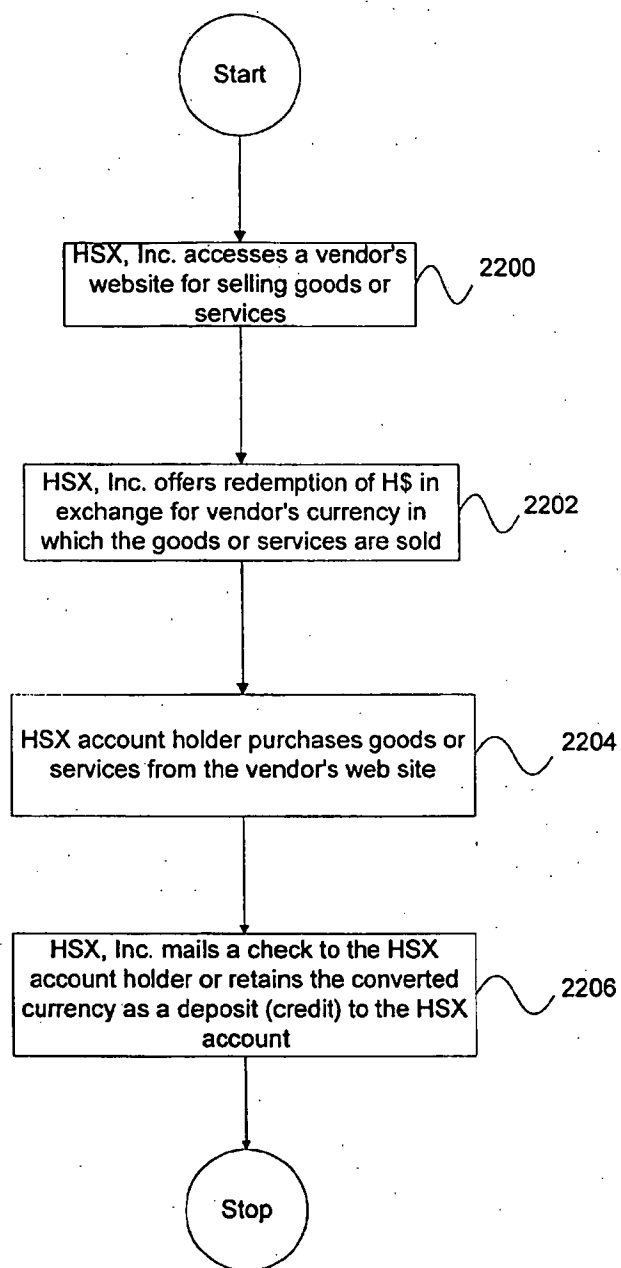 Start
HSX, Inc. accesses a vendor's
website for selling goods or
services
2200
HSX, Inc. offers redemption of H$ in
exchange for vendor's currency in
which the goods or services are sold
2202
HSX account holder purchases goods or
services from the vendor's web site
2204
HSX, Inc. mails a check to the HSX
account holder or retains the converted
currency as a deposit (credit) to the HSX
account
2206
Stop